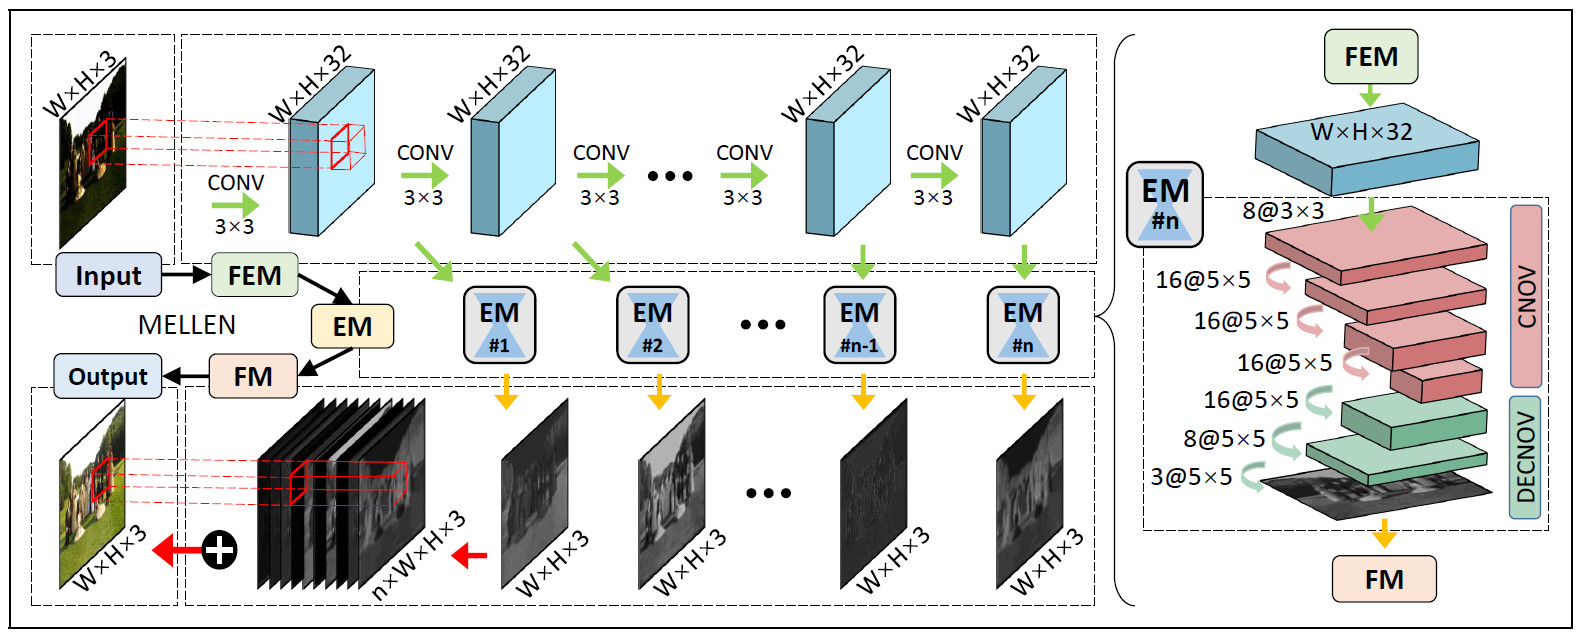 W×H×3
W×H×32
W×H×32
W×H×32
W×H×32
CONV
3×3
CONV
3×3
CONV
3×3
CONV
3×3
CONV
3×3
Input
FEM
EM
MELLEN
Output
FM
EM
#1
EM
#2
EM
#n-1
EM
#n
W×H×3
n×W×H×3
W×H×3
W×H×3
W×H×3
W×H×3
FEM
W×H×32
EM
#n
8@3×3
16@5×5
16@5×5
16@5×5
16@5×5
8@5×5
3@5×5
CNOV
DECNOV
FM